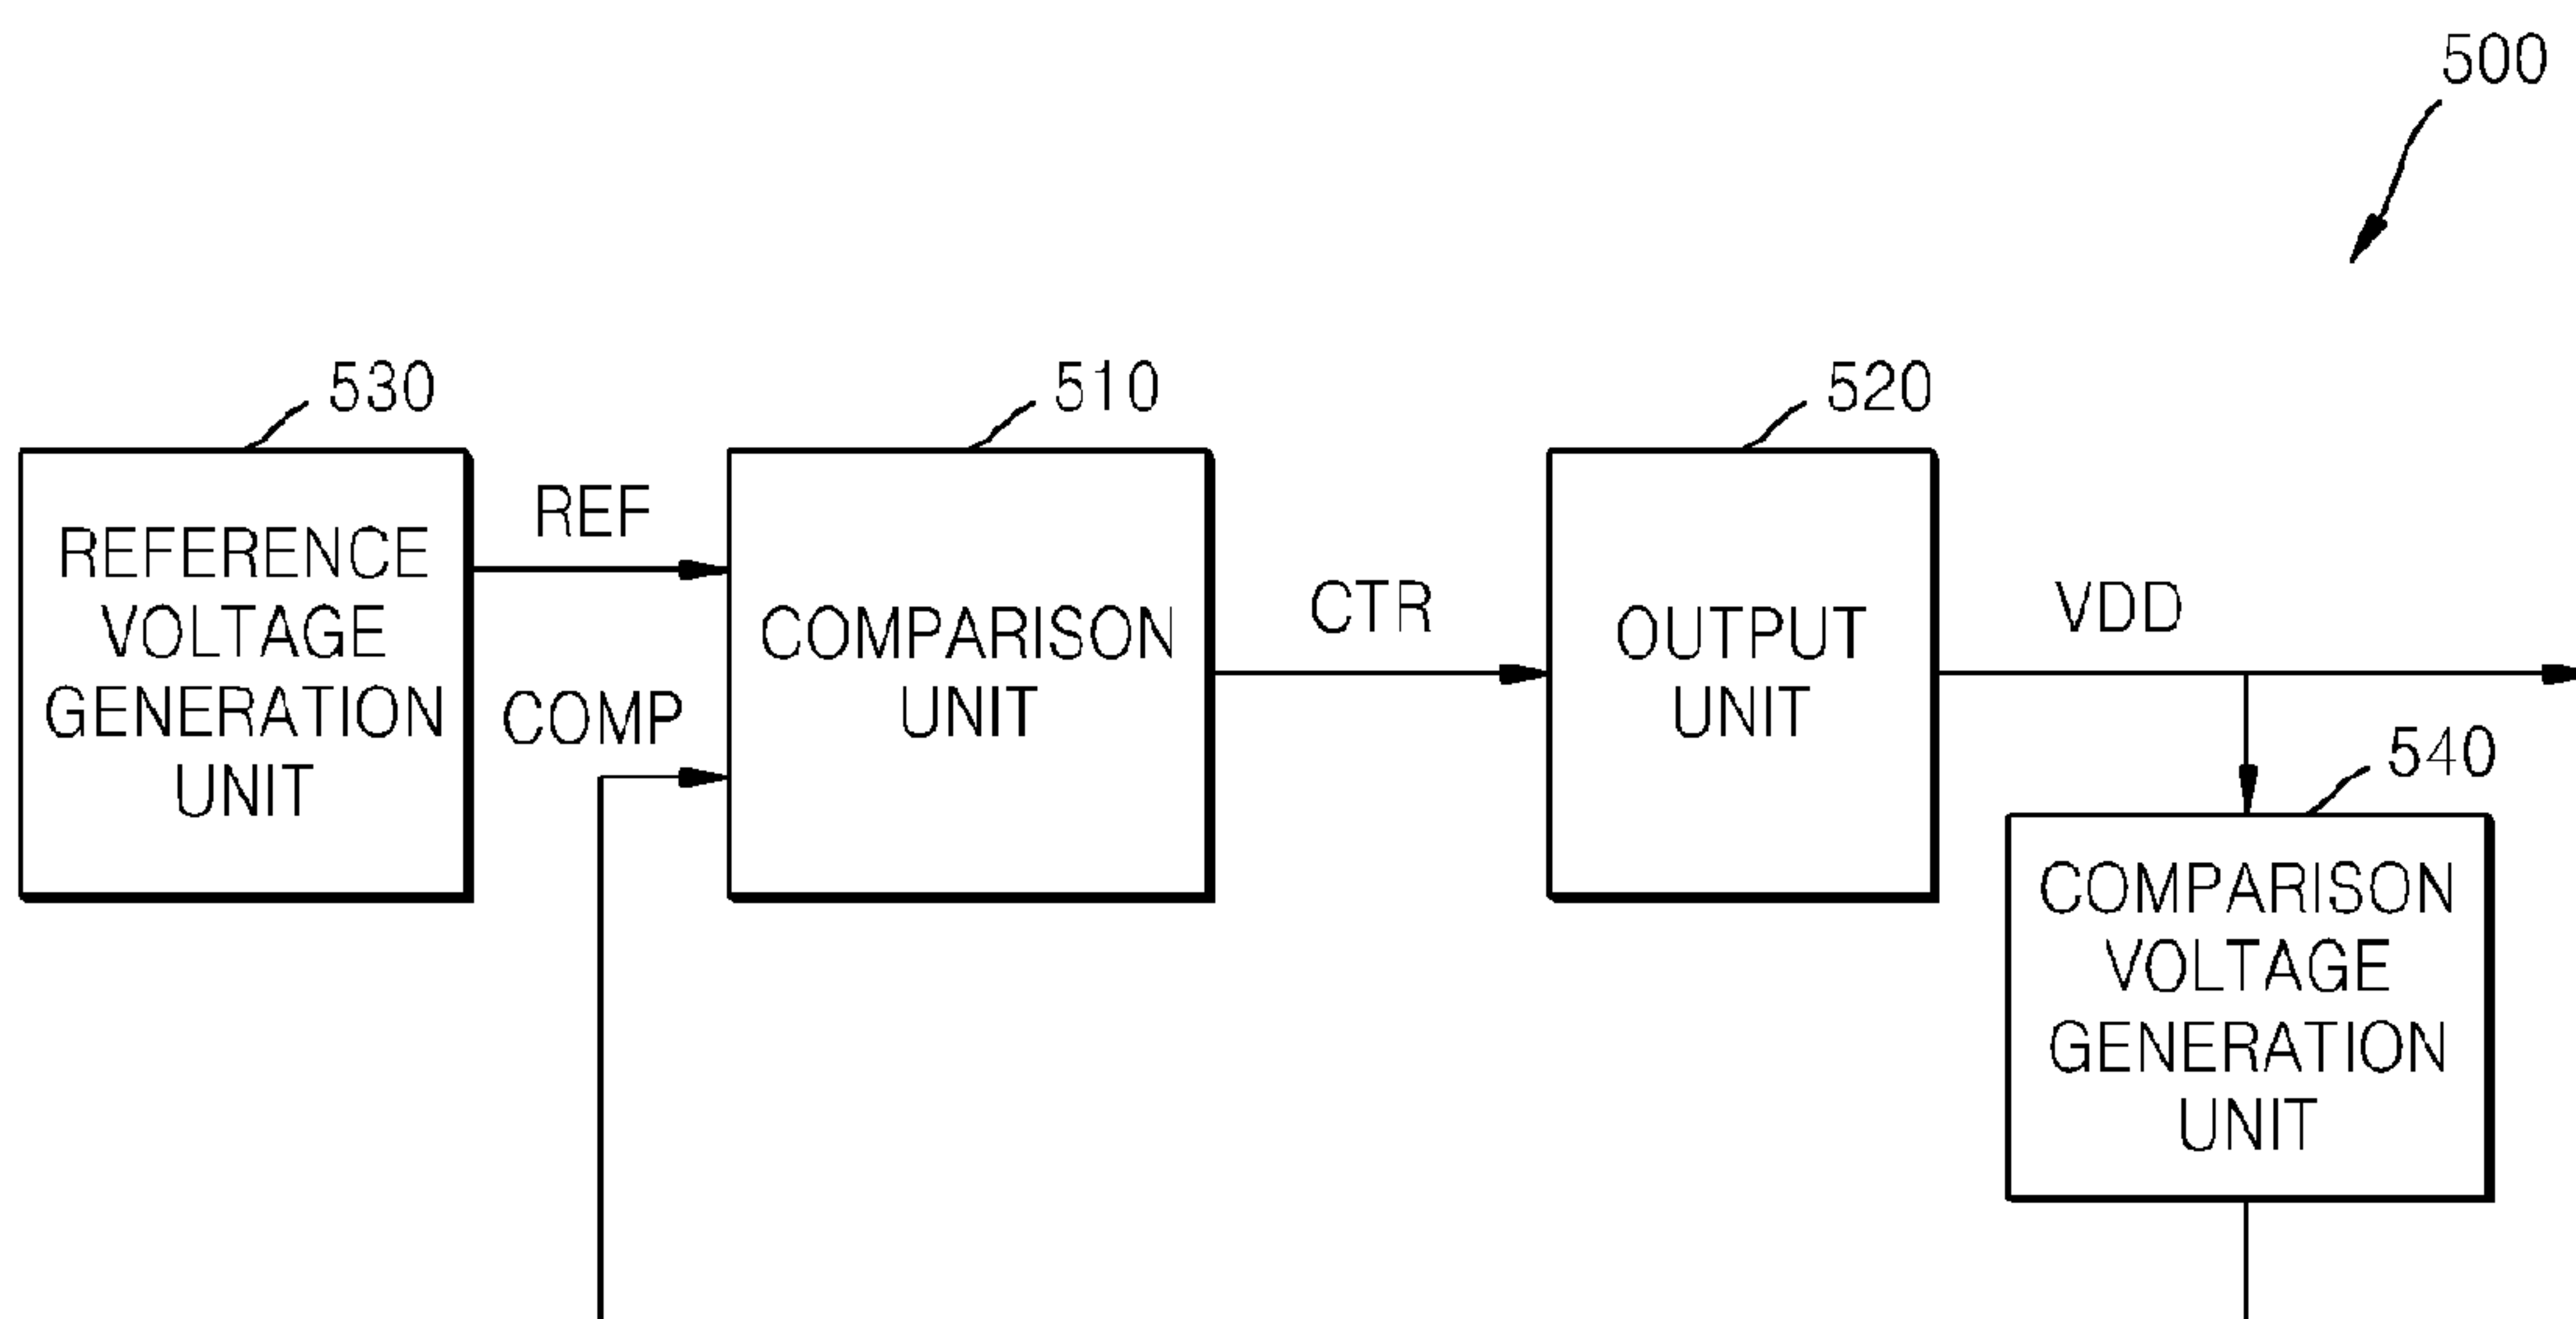 500
530
510
520
REF
REFERENCE
VOLTAGE
GENERATION
UNIT
COMP
COMPARISON
UNIT
CTR
OUTPUT
UNIT
VDD
540
COMPARISON
VOLTAGE
GENERATION
UNIT